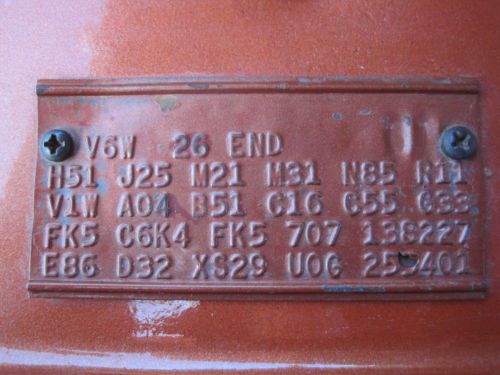 V6W 26 END
H51 J25 M21 M31 N85 R11
V1W A04 B51 C16 C55 G33
FK5 C6K4 FK5 707 138227
E86 D32 XS29 U0G